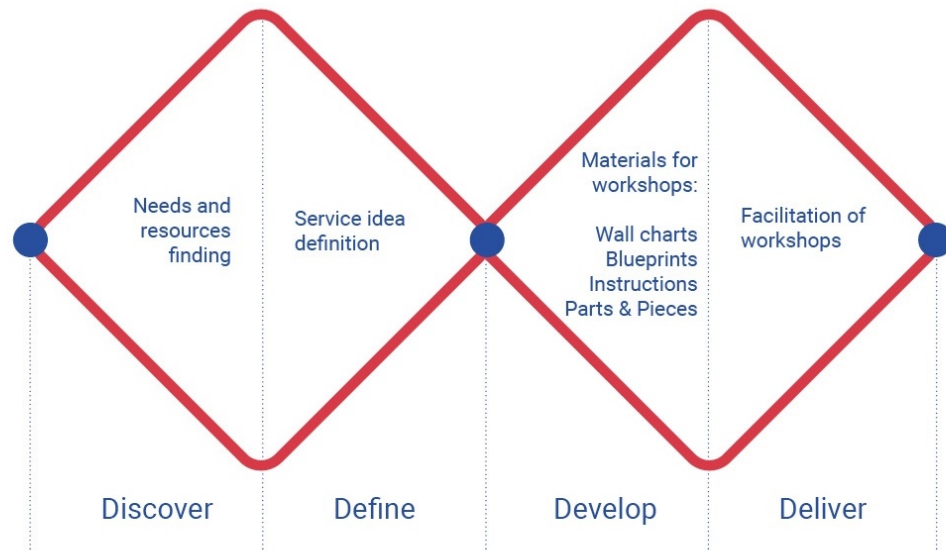 Needs and
resources
finding
Service idea
definition
Materials for
workshops:
Wall charts
Blueprints
Instructions
Parts & Pieces
Facilitation of
workshops
Discover
Define
Develop
Deliver